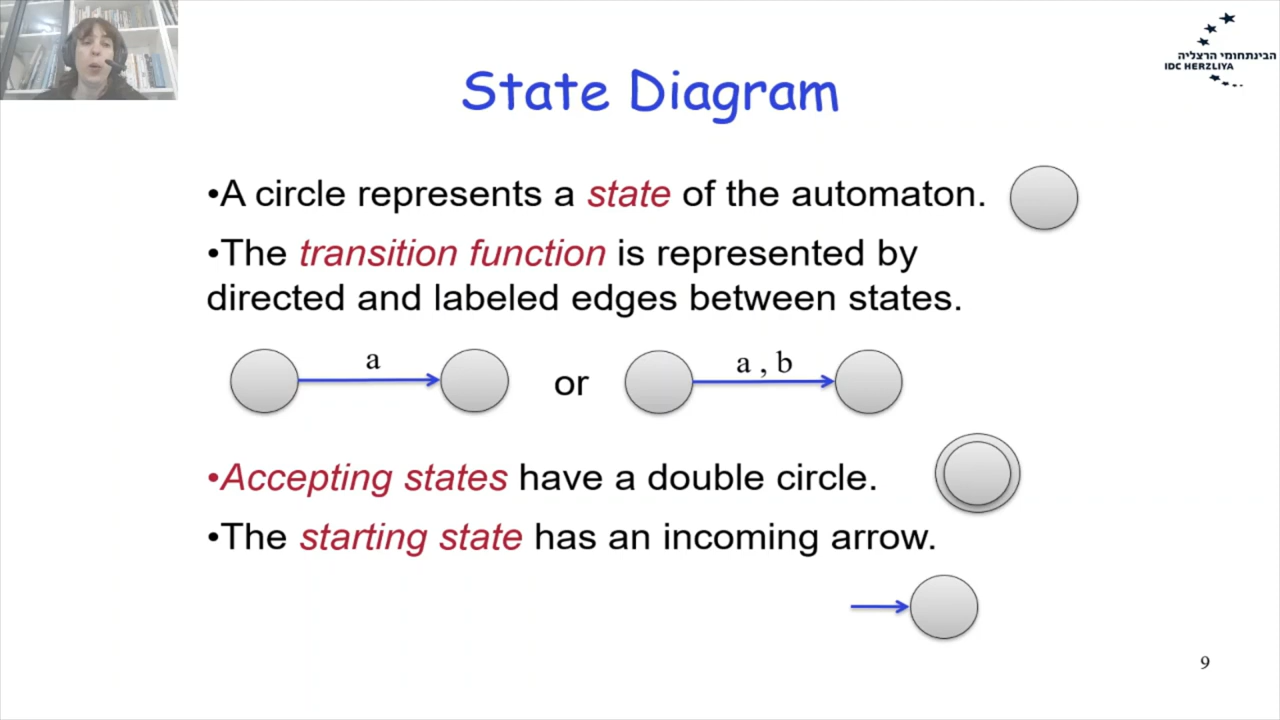 הבינתחומי הרצליה
IDC HERZLIYA
State Diagram
•A circle represents a state of the automaton.
•The transition function is represented by
directed and labeled edges between states.
a
or
a , b
•Accepting states have a double circle.
•The starting state has an incoming arrow.
9